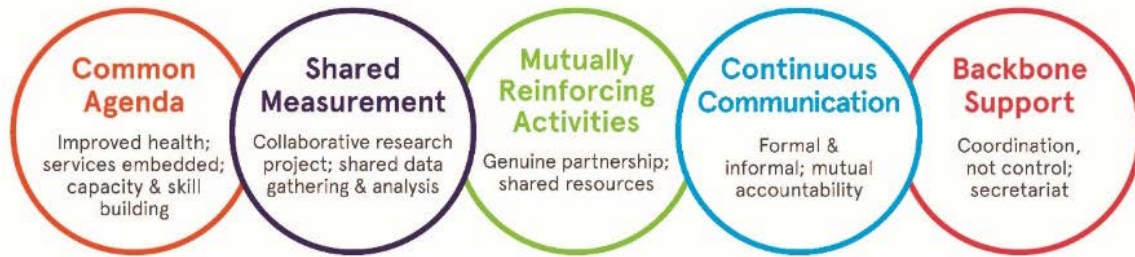 Common
Agenda
Improved health;
services embedded;
capacity & skill
building
Shared
Measurement
Collaborative research
project; shared data
gathering & analysis
Mutually
Reinforcing
Activities
Genuine partnership;
shared resources
Continuous
Communication
Formal &
informal; mutual
accountability
Backbone
Support
Coordination,
not control;
secretariat